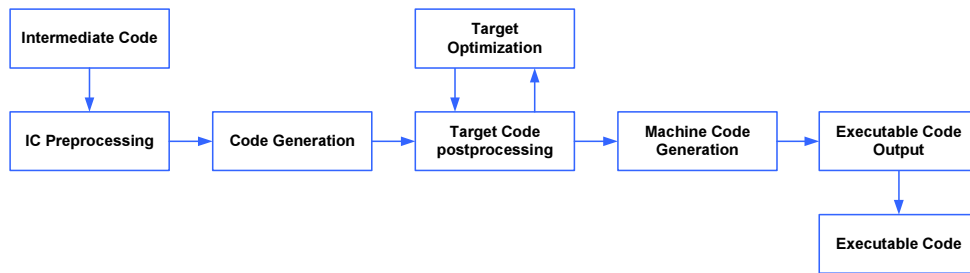 Intermediate Code
Target
Optimization
IC Preprocessing
Code Generation
Target Code
postprocessing
Machine Code
Generation
Executable Code
Output
Executable Code